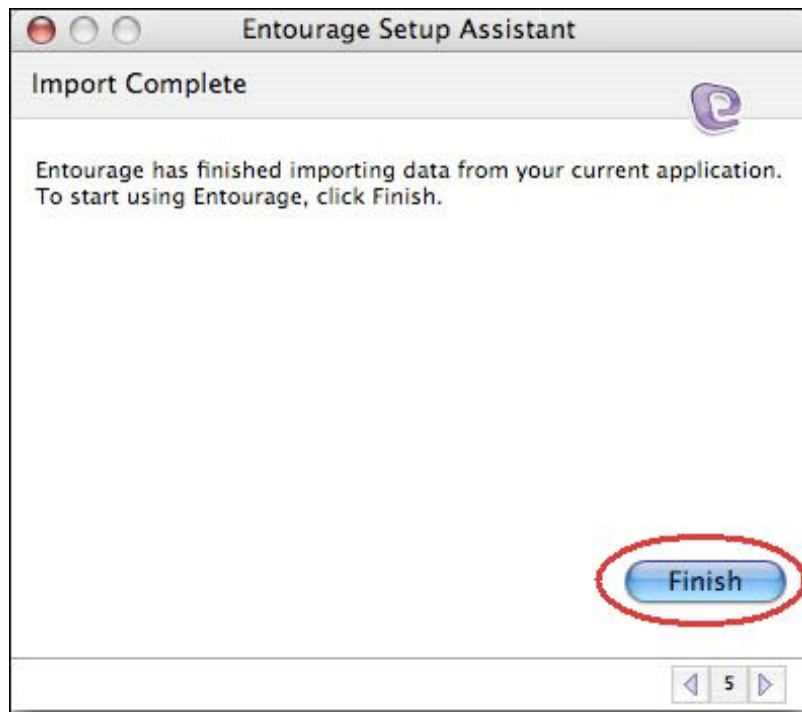 Entourage Setup Assistant
Import Complete
Entourage has finished importing data from your current application.
To start using Entourage, click Finish.
Finish
5